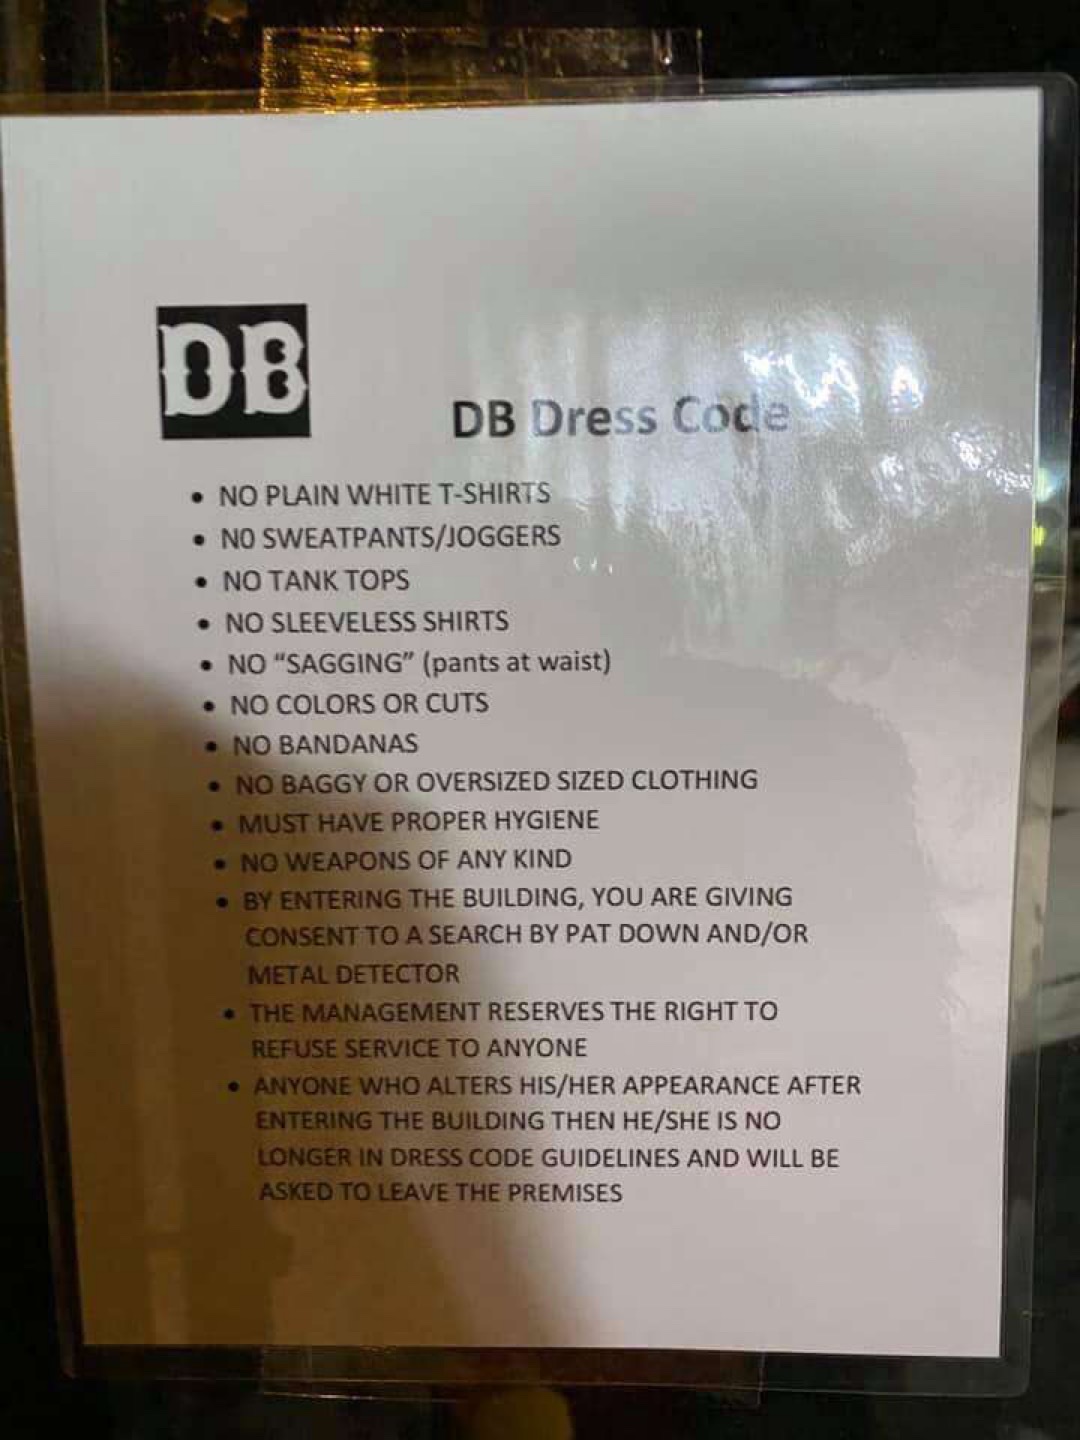 DB
DB Dress Code
• NO PLAIN WHITE T-SHIRTS
• NO SWEATPANTS/JOGGERS
• NO TANK TOPS
• NO SLEEVELESS SHIRTS
• NO “SAGGING” (pants at waist)
• NO COLORS OR CUTS
• NO BANDANAS
• NO BAGGY OR OVERSIZED SIZED CLOTHING
• MUST HAVE PROPER HYGIENE
• NO WEAPONS OF ANY KIND
• BY ENTERING THE BUILDING, YOU ARE GIVING
CONSENT TO A SEARCH BY PAT DOWN AND/OR
METAL DETECTOR
• THE MANAGEMENT RESERVES THE RIGHT TO
REFUSE SERVICE TO ANYONE
• ANYONE WHO ALTERS HIS/HER APPEARANCE AFTER
ENTERING THE BUILDING THEN HE/SHE IS NO
LONGER IN DRESS CODE GUIDELINES AND WILL BE
ASKED TO LEAVE THE PREMISES